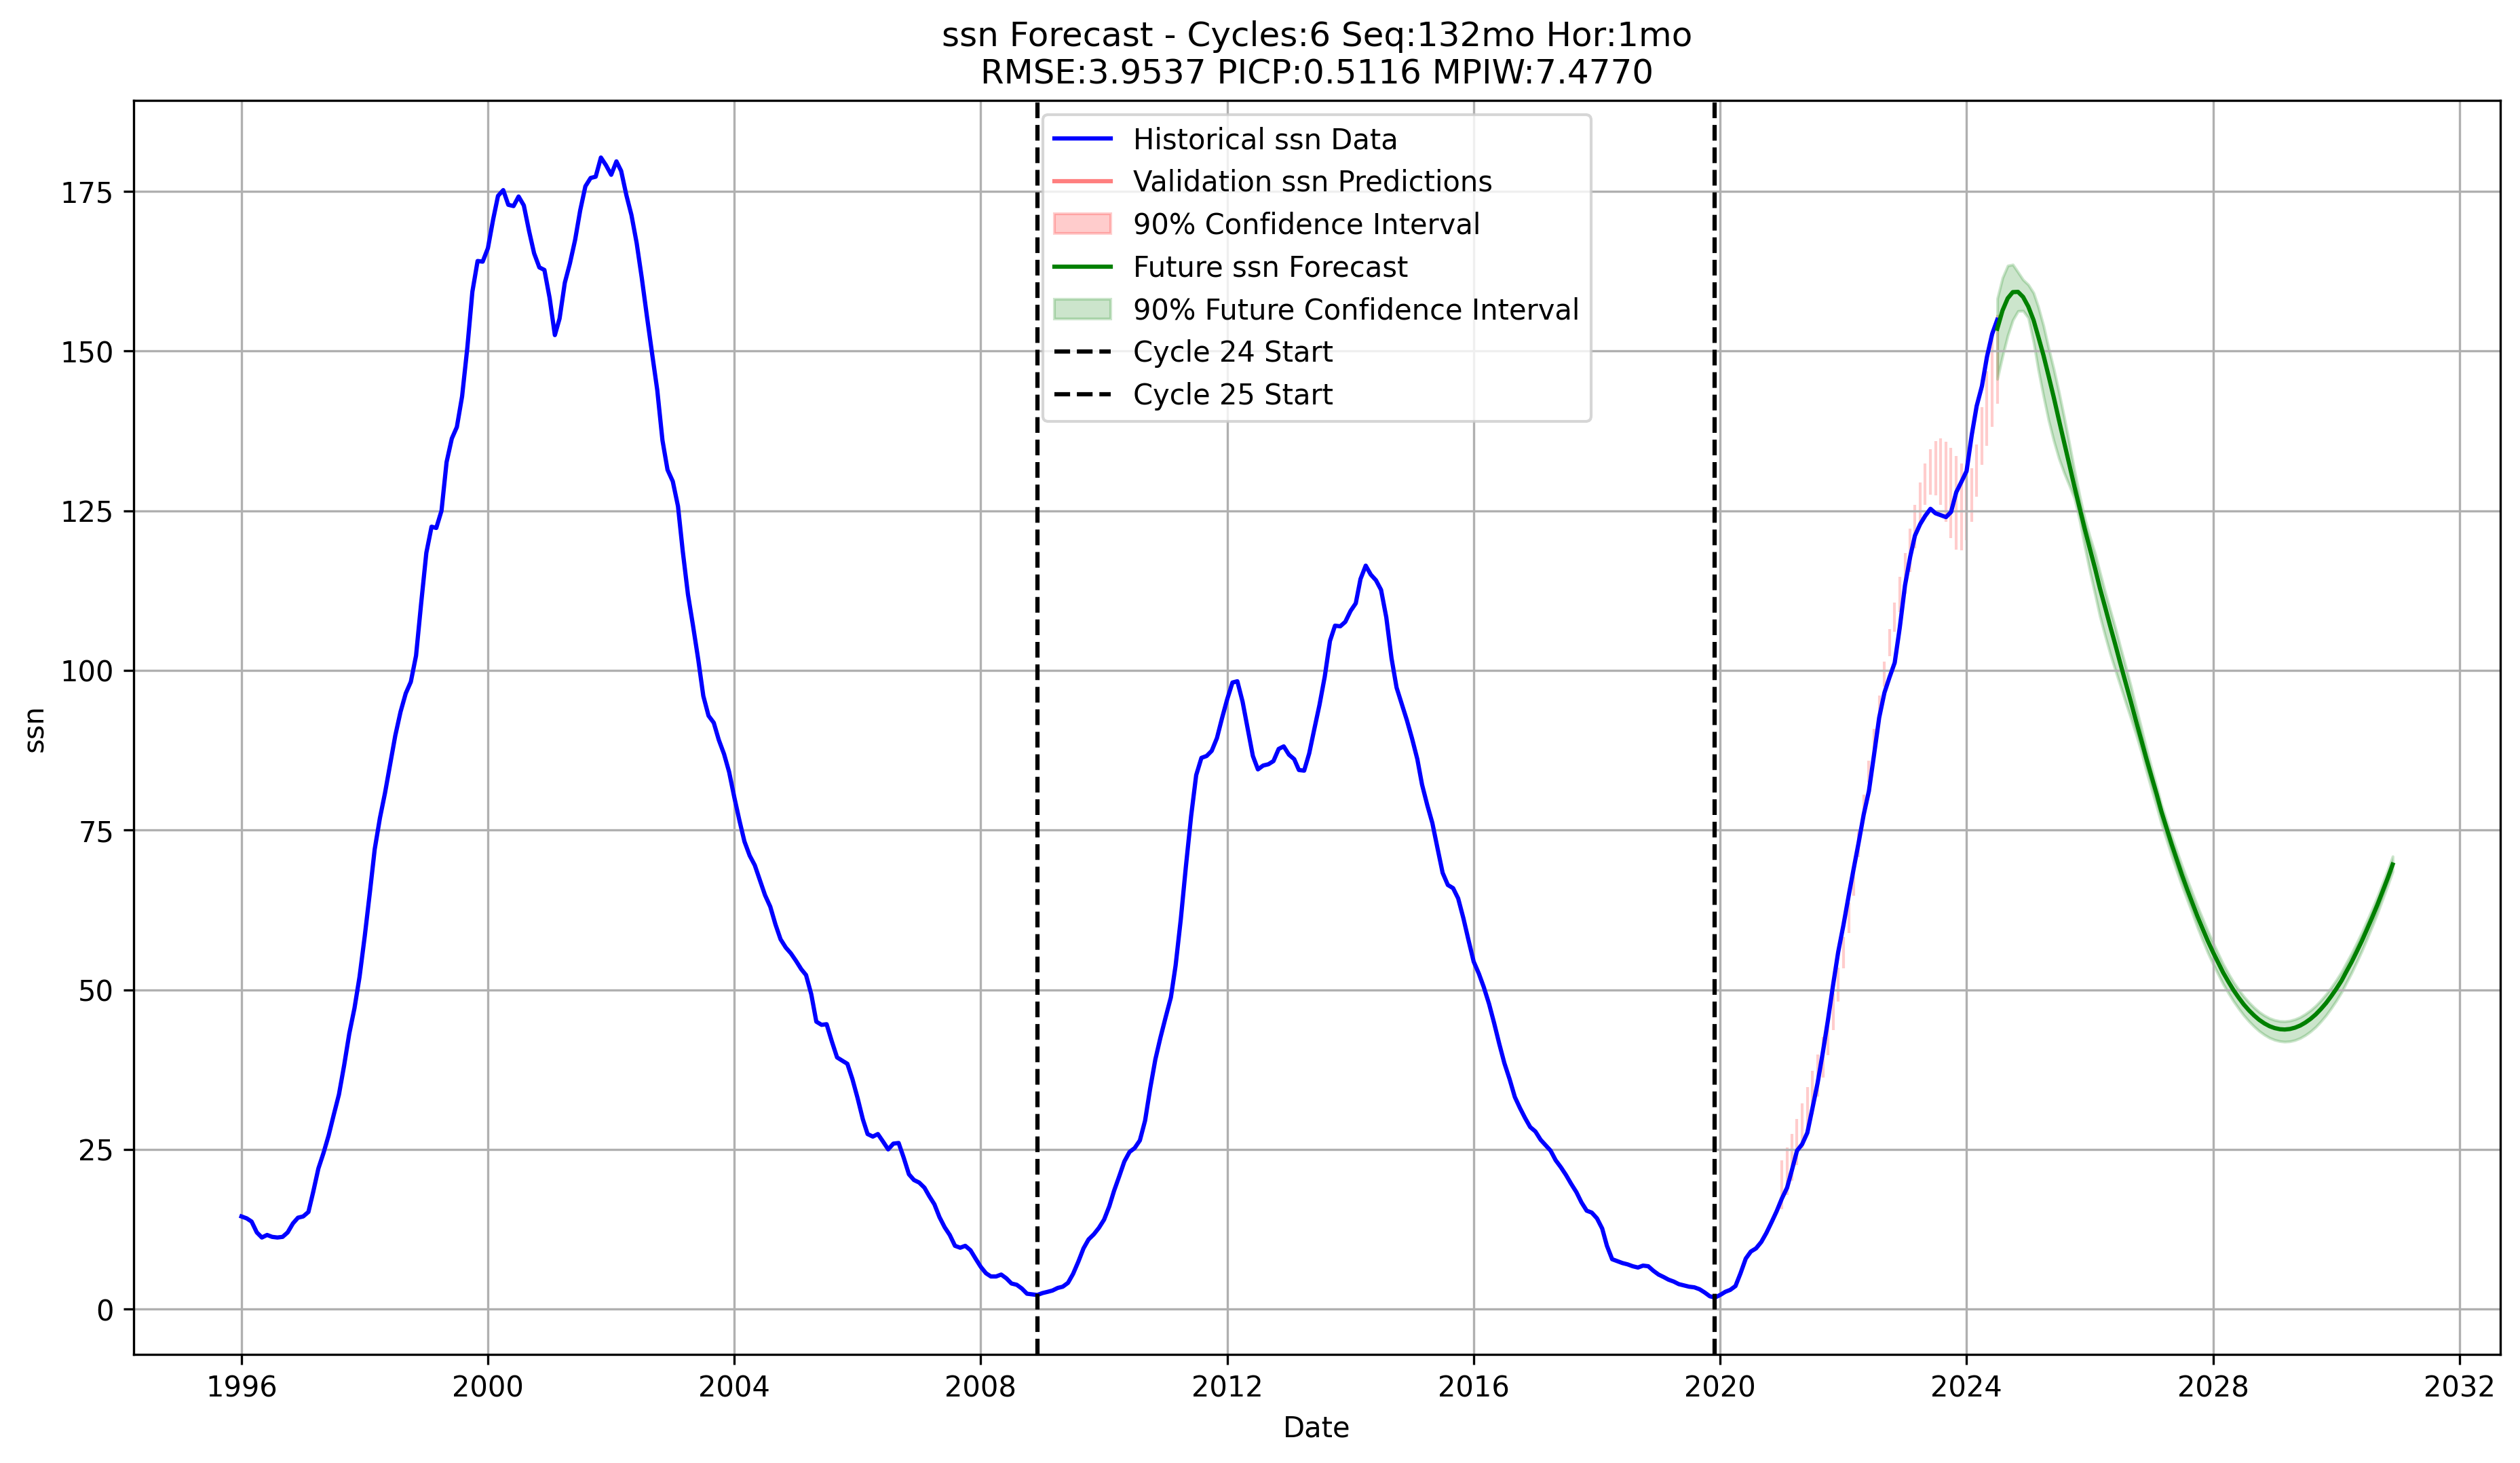 ssn Forecast - Cycles:6 Seq:132mo Hor:1mo
RMSE:3.9537 PICP:0.5116 MPIW:7.4770
Historical ssn Data
Validation ssn Predictions
90% Confidence Interval
Future ssn Forecast
90% Future Confidence Interval
Cycle 24 Start
Cycle 25 Start
ssn
175
150
125
100
75
50
25
0
1996 2000 2004 2008 2012 2016 2020 2024 2028 2032
Date